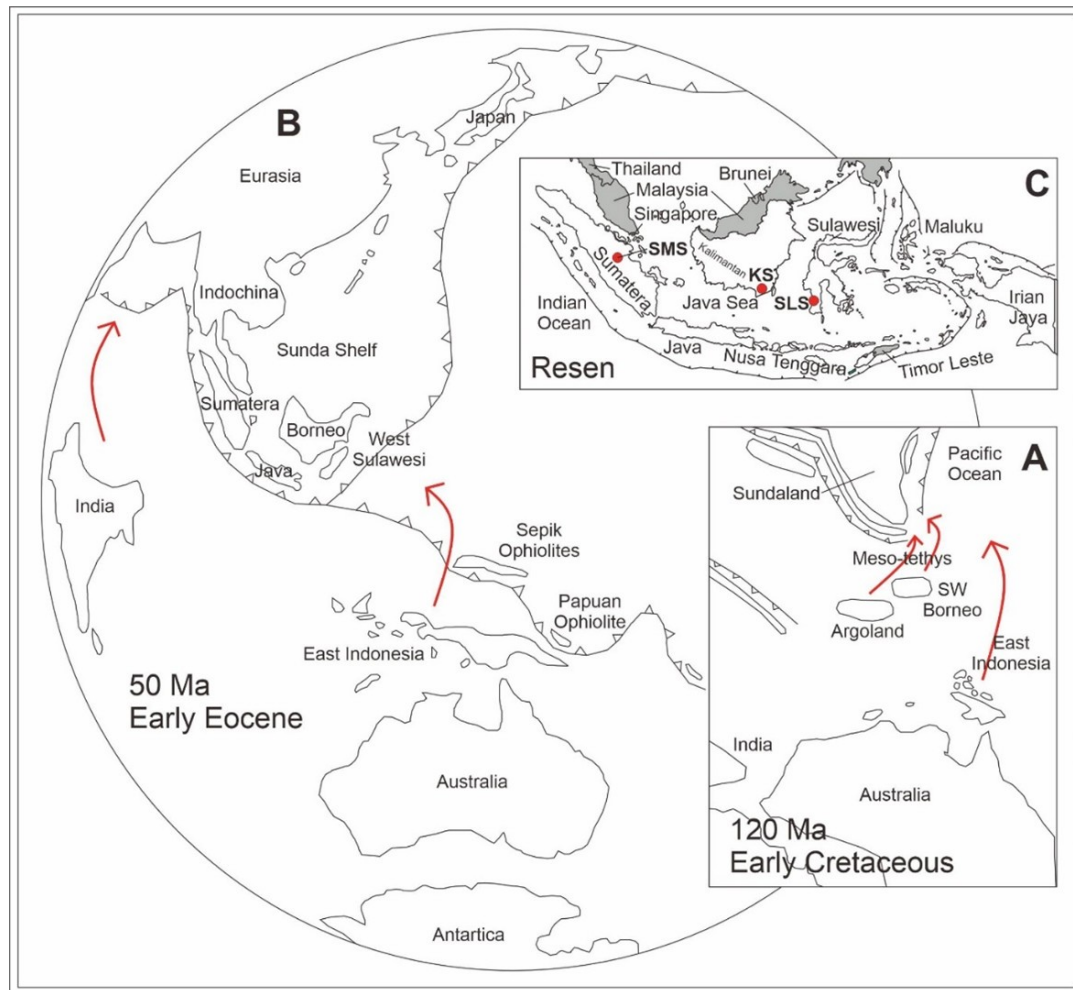 Japan
B
Eurasia
Indochina
Sunda Shelf
Sumatera
Borneo
West
Sulawesi
Java
India
Sepik
Ophiolites
Papuan
Ophiolite
East Indonesia
50 Ma
Early Eocene
Australia
Antartica
C
Thailand
Malaysia
Brunei
Singapore
Sulawesi
Maluku
SMS
Kalimantan
Sumatera
KS
SLS
Java Sea
Indian
Ocean
Irian
Jaya
Java
Nusa Tenggara
Timor Leste
Resen
A
Pacific
Ocean
Sundaland
Meso-tethys
SW
Borneo
Argoland
East
Indonesia
India
Australia
120 Ma
Early Cretaceous